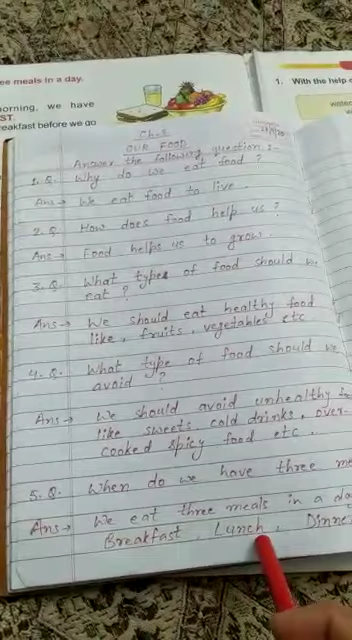 ee meals in a day.
orning, we have
ST.
eakfast before we go
1. With the help o
water
Ch-5
OUR FOOD
Answer the following question :-
1. Q. Why do we eat food ?
Ans→ We eat food to live.
2. Q. How does food help us ?
Ans→ Food helps us to grow.
3. Q. What types of food should we
eat ?
Ans→ We should eat healthy food
like, fruits, vegetables etc
4. Q. What type of food should we
avoid ?
Ans→ We should avoid unhealthy
like sweets, cold drinks, over-
cooked spicy food etc.
5. Q. When do we have three me
Ans→ We eat three meals in a da
Breakfast, Lunch, Dinne